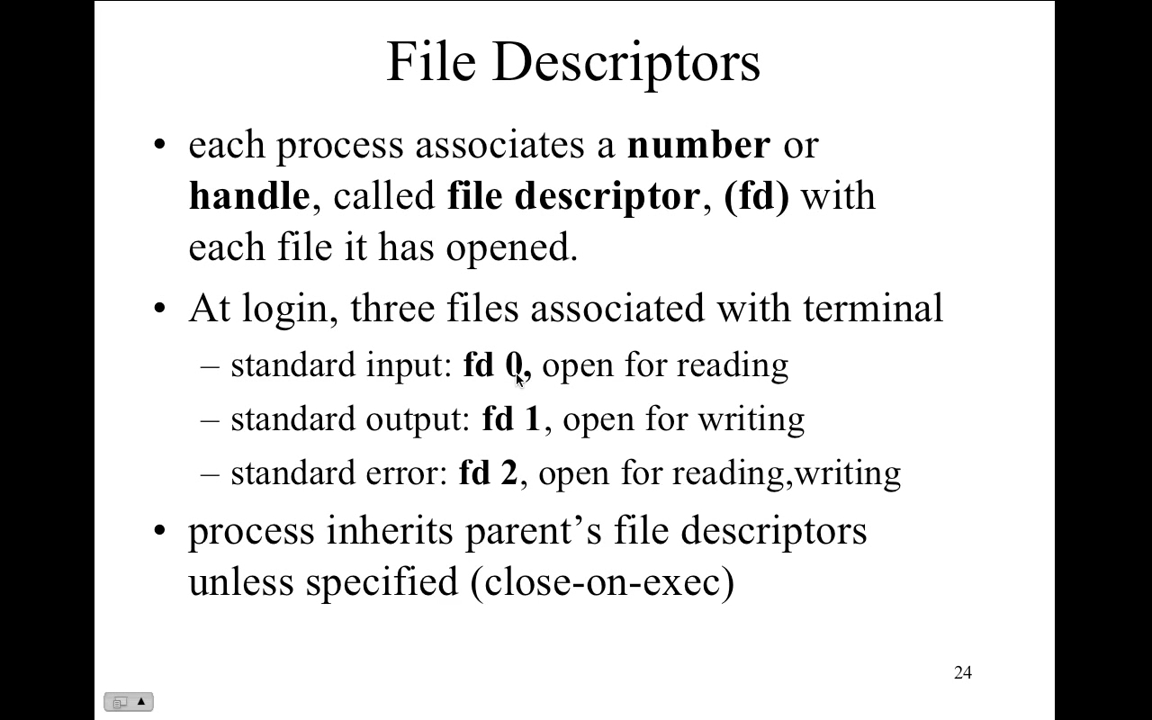 File Descriptors
• each process associates a number or
handle, called file descriptor, (fd) with
each file it has opened.
• At login, three files associated with terminal
– standard input: fd 0, open for reading
– standard output: fd 1, open for writing
– standard error: fd 2, open for reading,writing
• process inherits parent’s file descriptors
unless specified (close-on-exec)
24